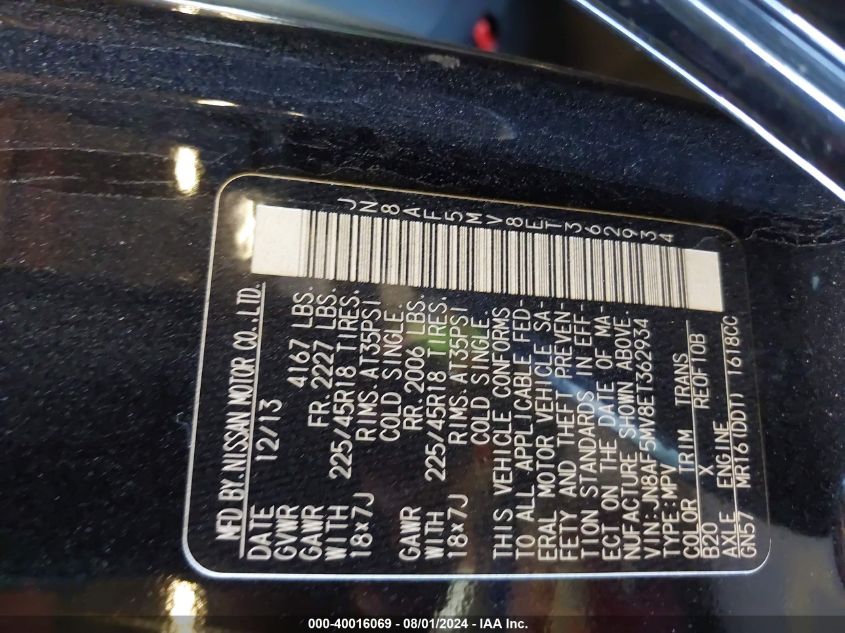 JN8AF5MV8ET362934
MFD BY. NISSAN MOTOR CO., LTD.
DATE 12/13
GVWR 4167 LBS.
GAWR FR. 2227 LBS.
WITH 225/45R18 TIRES.
18×7J RIMS. AT35PSI
COLD SINGLE.
GAWR RR. 2006 LBS.
WITH 225/45R18 TIRES.
18×7J RIMS. AT35PSI
COLD SINGLE.
THIS VEHICLE CONFORMS
TO ALL APPLICABLE FED-
ERAL MOTOR VEHICLE SA-
FETY AND THEFT PREVEN-
TION STANDARDS IN EFF-
ECT ON THE DATE OF MA-
NUFACTURE SHOWN ABOVE.
VIN:JN8AF5MV8ET362934
TYPE:MPV
COLOR TRIM TRANS
B20 X RE0F10B
AXLE ENGINE
GN57 MR16(DDT) 1618CC
000-40016069 - 08/01/2024 - IAA Inc.